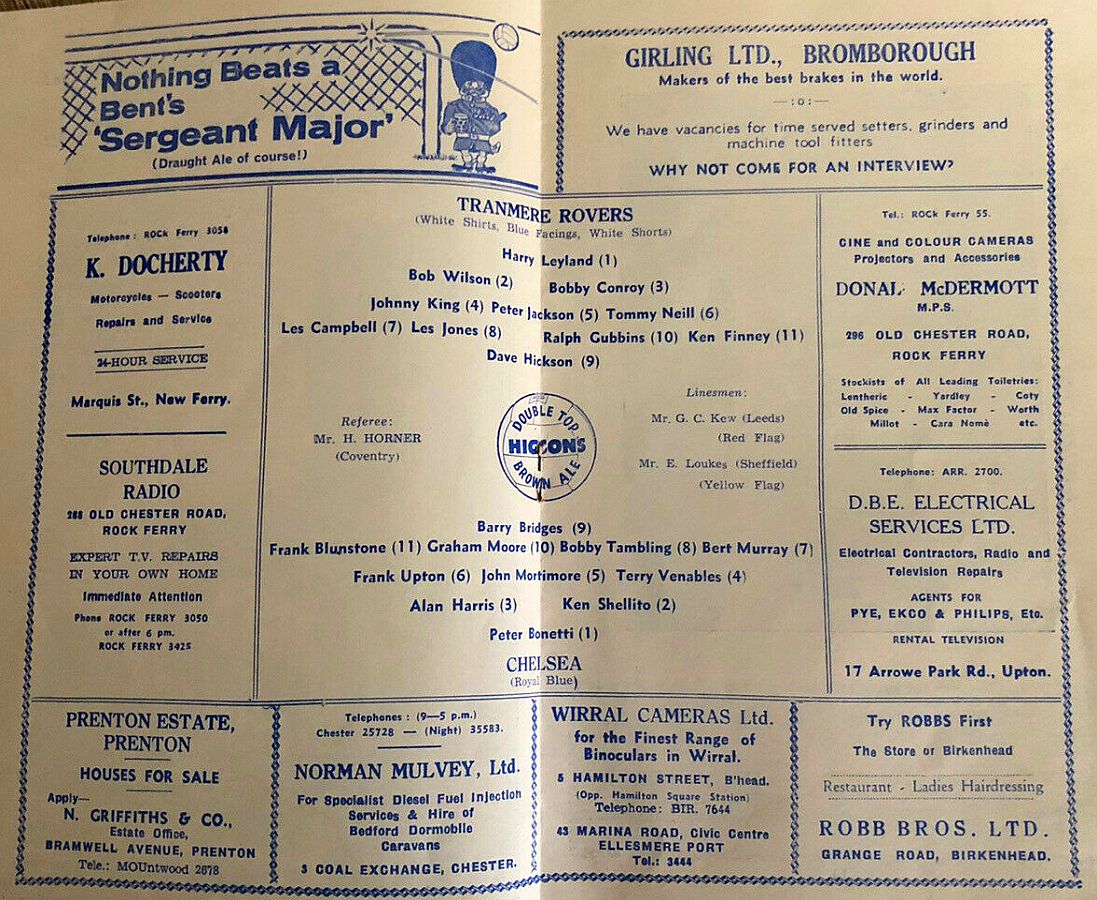 Nothing Beats a
Bent's
'Sergeant Major'
(Draught Ale of course!)
GIRLING LTD., BROMBOROUGH
Makers of the best brakes in the world.
—:o:—
We have vacancies for time served setters, grinders and
machine tool fitters
WHY NOT COME FOR AN INTERVIEW?
Telephone: ROCk Ferry 3058
K. DOCHERTY
Motorcycles — Scooters
Repairs and Service
24-HOUR SERVICE
Marquis St., New Ferry.
SOUTHDALE
RADIO
268 OLD CHESTER ROAD,
ROCK FERRY
EXPERT T.V. REPAIRS
IN YOUR OWN HOME
Immediate Attention
Phone ROCK FERRY 3050
or after 6 pm.
ROCK FERRY 3425
TRANMERE ROVERS
(White Shirts, Blue Facings, White Shorts)
Harry Leyland (1)
Bob Wilson (2) Bobby Conroy (3)
Johnny King (4) Peter Jackson (5) Tommy Neill (6)
Les Campbell (7) Les Jones (8) Ralph Gubbins (10) Ken Finney (11)
Dave Hickson (9)
Referee:
Mr. H. HORNER
(Coventry)
DOUBLE TOP
HIGSON'S
BROWN ALE
Linesmen:
Mr. G. C. Kew (Leeds)
(Red Flag)
Mr. E. Loukes (Sheffield)
(Yellow Flag)
Barry Bridges (9)
Frank Blunstone (11) Graham Moore (10) Bobby Tambling (8) Bert Murray (7)
Frank Upton (6) John Mortimore (5) Terry Venables (4)
Alan Harris (3) Ken Shellito (2)
Peter Bonetti (1)
CHELSEA
(Royal Blue)
Tel.: ROCk Ferry 55.
CINE and COLOUR CAMERAS
Projectors and Accessories
DONAL McDERMOTT
M.P.S.
296 OLD CHESTER ROAD,
ROCK FERRY
Stockists of All Leading Toiletries:
Lentheric - Yardley - Coty
Old Spice - Max Factor - Worth
Millot - Cara Nomè etc.
Telephone: ARR. 2700.
D.B.E. ELECTRICAL
SERVICES LTD.
Electrical Contractors, Radio and
Television Repairs
AGENTS FOR
PYE, EKCO & PHILIPS, Etc.
RENTAL TELEVISION
17 Arrowe Park Rd., Upton.
PRENTON ESTATE,
PRENTON
HOUSES FOR SALE
Apply—
N. GRIFFITHS & CO.,
Estate Office,
BRAMWELL AVENUE, PRENTON
Tele.: MOUntwood 2678
Telephones: (9—5 p.m.)
Chester 25728 — (Night) 35583.
NORMAN MULVEY, Ltd.
For Specialist Diesel Fuel Injection
Services & Hire of
Bedford Dormobile
Caravans
3 COAL EXCHANGE, CHESTER.
WIRRAL CAMERAS Ltd.
for the Finest Range of
Binoculars in Wirral.
5 HAMILTON STREET, B'head.
(Opp. Hamilton Square Station)
Telephone: BIR. 7644
43 MARINA ROAD, Civic Centre
ELLESMERE PORT
Tel.: 3444
Try ROBBS First
The Store or Birkenhead
Restaurant - Ladies Hairdressing
ROBB BROS. LTD.
GRANGE ROAD, BIRKENHEAD.